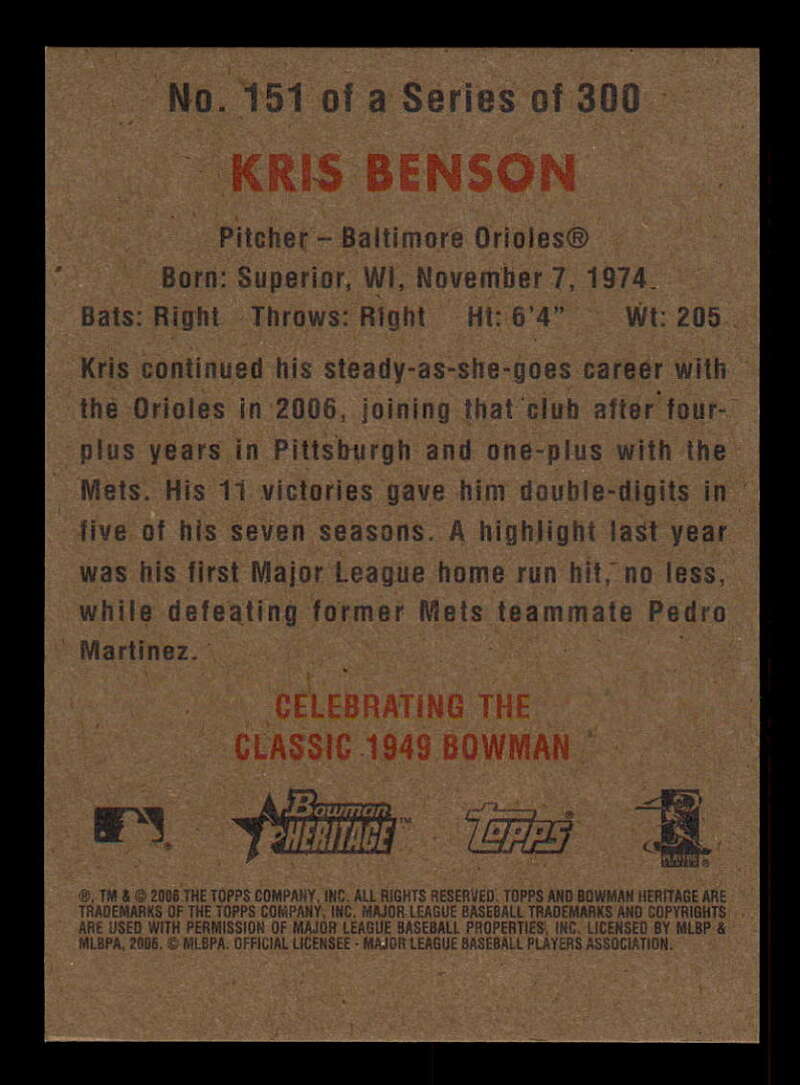 No. 151 of a Series of 300
KRIS BENSON
Pitcher – Baltimore Orioles®
Born: Superior, WI, November 7, 1974.
Bats: Right Throws: Right Ht: 6'4" Wt: 205
Kris continued his steady-as-she-goes career with
the Orioles in 2006, joining that club after four-
plus years in Pittsburgh and one-plus with the
Mets. His 11 victories gave him double-digits in
five of his seven seasons. A highlight last year
was his first Major League home run hit, no less,
while defeating former Mets teammate Pedro
Martinez.
CELEBRATING THE
CLASSIC 1949 BOWMAN
Bowman HERITAGE™ TOPPS®
®, TM & © 2006 THE TOPPS COMPANY, INC. ALL RIGHTS RESERVED. TOPPS AND BOWMAN HERITAGE ARE
TRADEMARKS OF THE TOPPS COMPANY, INC. MAJOR LEAGUE BASEBALL TRADEMARKS AND COPYRIGHTS
ARE USED WITH PERMISSION OF MAJOR LEAGUE BASEBALL PROPERTIES, INC. LICENSED BY MLBP &
MLBPA, 2006. © MLBPA. OFFICIAL LICENSEE - MAJOR LEAGUE BASEBALL PLAYERS ASSOCIATION.